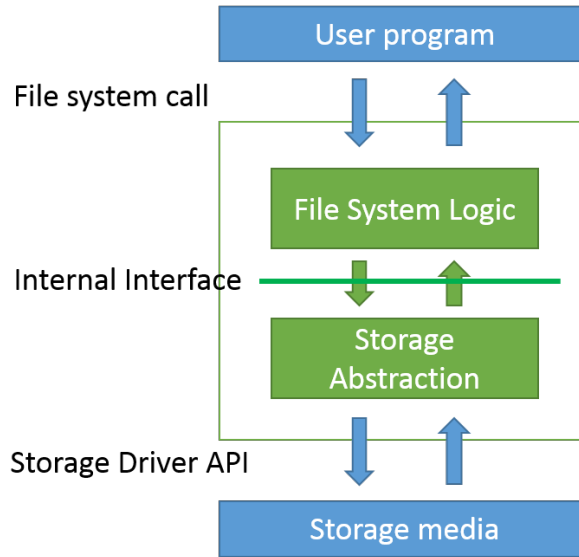 User program
File system call
File System Logic
Internal Interface
Storage
Abstraction
Storage Driver API
Storage media